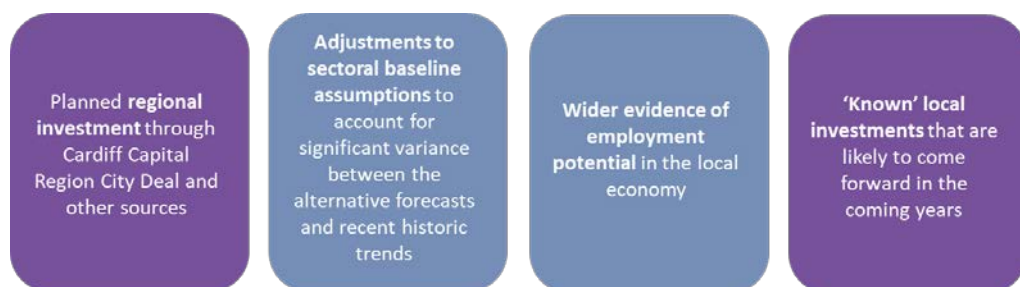 Planned regional
investment through
Cardiff Capital
Region City Deal and
other sources
Adjustments to
sectoral baseline
assumptions to
account for
significant variance
between the
alternative forecasts
and recent historic
trends
Wider evidence of
employment
potential in the local
economy
‘Known’ local
investments that are
likely to come
forward in the
coming years